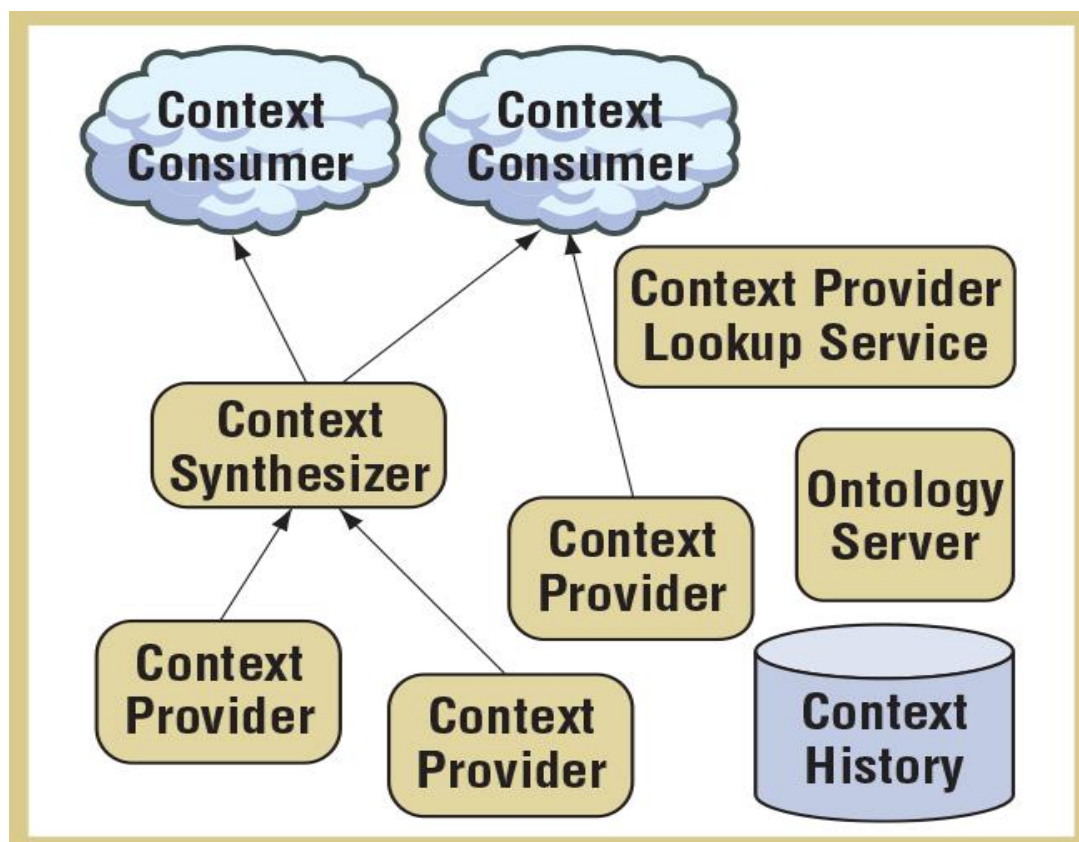 Context
Consumer
Context
Consumer
Context Provider
Lookup Service
Context
Synthesizer
Ontology
Server
Context
Provider
Context
Provider
Context
Provider
Context
History